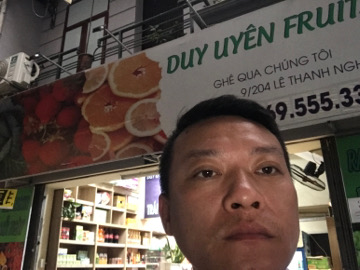 DUY UYÊN FRUIT
GHÉ QUA CHÚNG TÔI
9/204 LÊ THANH NGH
69.555.33